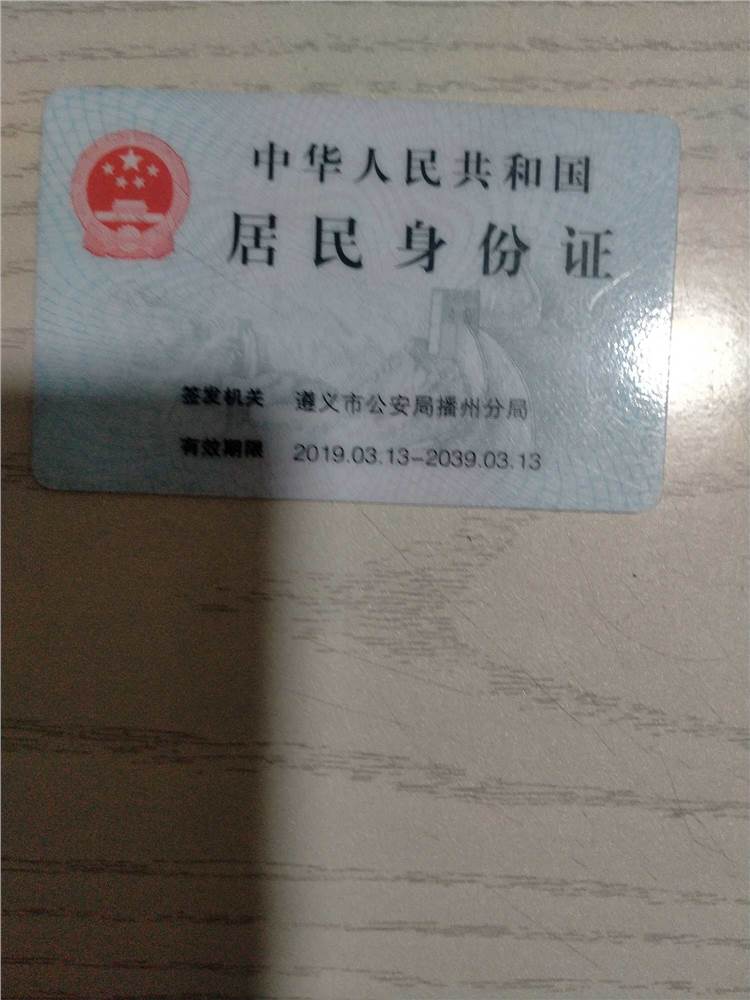 中华人民共和国
居民身份证
签发机关 遵义市公安局播州分局
有效期限 2019.03.13-2039.03.13